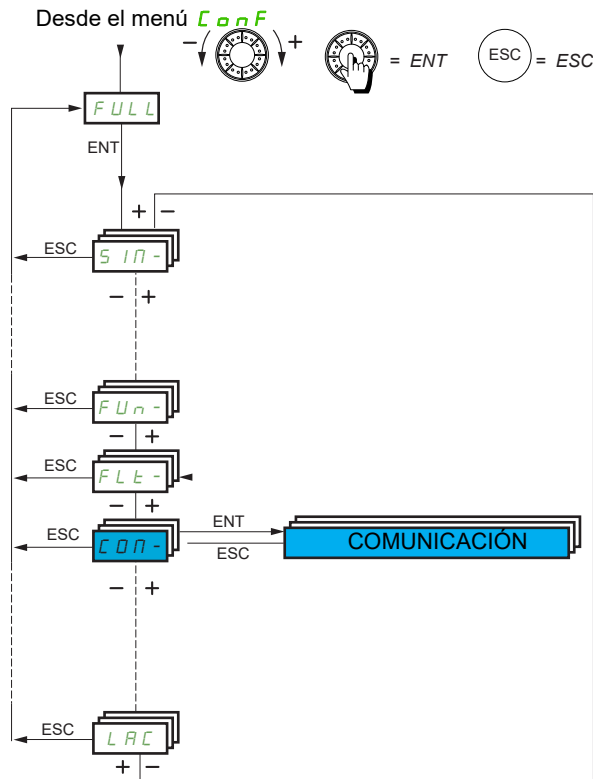 Desde el menú ConF
− + = ENT ESC = ESC
FULL
ENT
+ −
ESC SIM-
− +
ESC FUn-
− +
ESC FLt-
− +
ESC COM- ENT COMUNICACIÓN
ESC
− +
ESC LAC
+ −